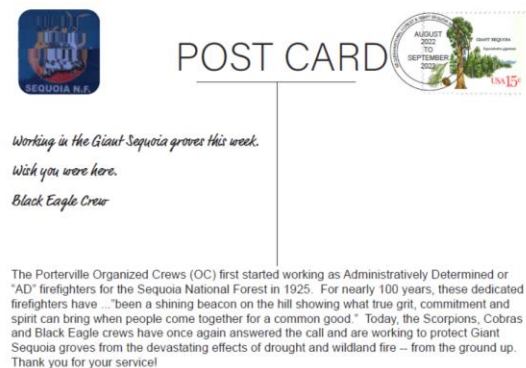 POST CARD
SEQUOIA N.F.
AUGUST
2022
TO
SEPTEMBER
2022
GIANT SEQUOIA
USA 15c
Working in the Giant Sequoia groves this week.
Wish you were here.
Black Eagle Crew
The Porterville Organized Crews (OC) first started working as Administratively Determined or
"AD" firefighters for the Sequoia National Forest in 1925.  For nearly 100 years, these dedicated
firefighters have ..."been a shining beacon on the hill showing what true grit, commitment and
spirit can bring when people come together for a common good."  Today, the Scorpions, Cobras
and Black Eagle crews have once again answered the call and are working to protect Giant
Sequoia groves from the devastating effects of drought and wildland fire -- from the ground up.
Thank you for your service!